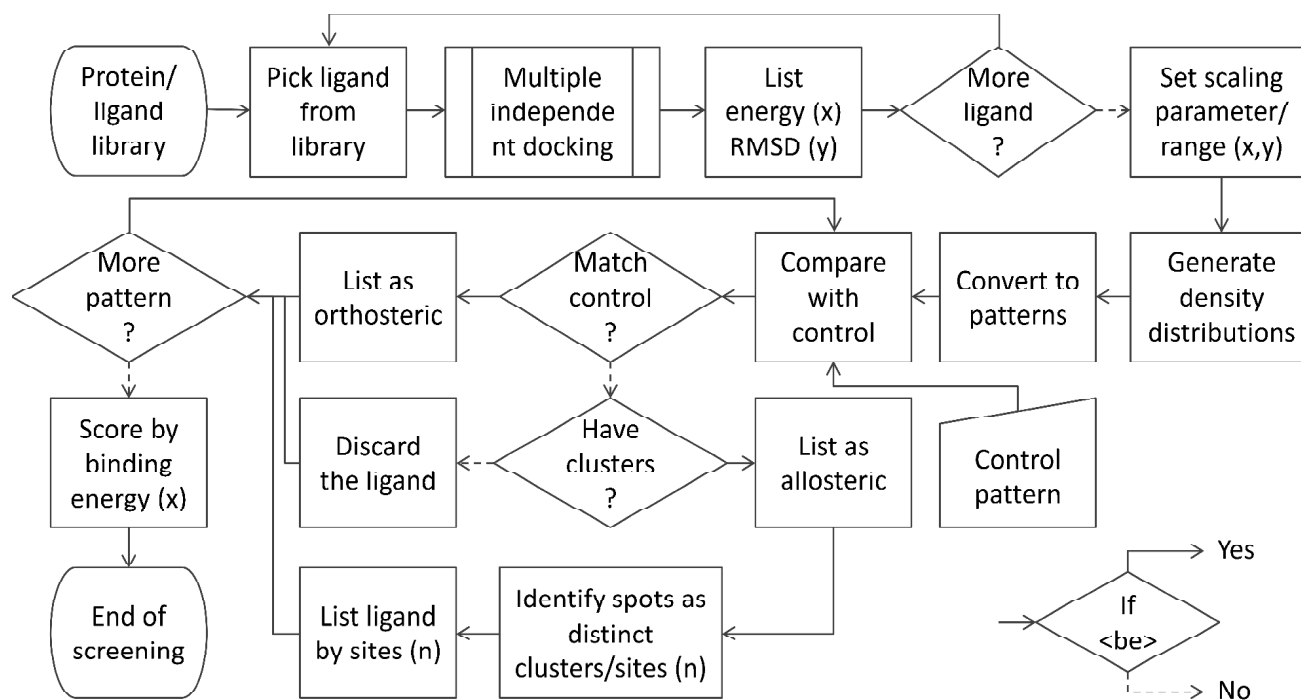 Protein/
ligand
library
Pick ligand
from
library
Multiple
independe
nt docking
List
energy (x)
RMSD (y)
More
ligand
?
Set scaling
parameter/
range (x,y)
More
pattern
?
List as
orthosteric
Match
control
?
Compare
with
control
Convert to
patterns
Generate
density
distributions
Score by
binding
energy (x)
Discard
the ligand
Have
clusters
?
List as
allosteric
Control
pattern
End of
screening
List ligand
by sites (n)
Identify spots as
distinct
clusters/sites (n)
Yes
If
<be>
No